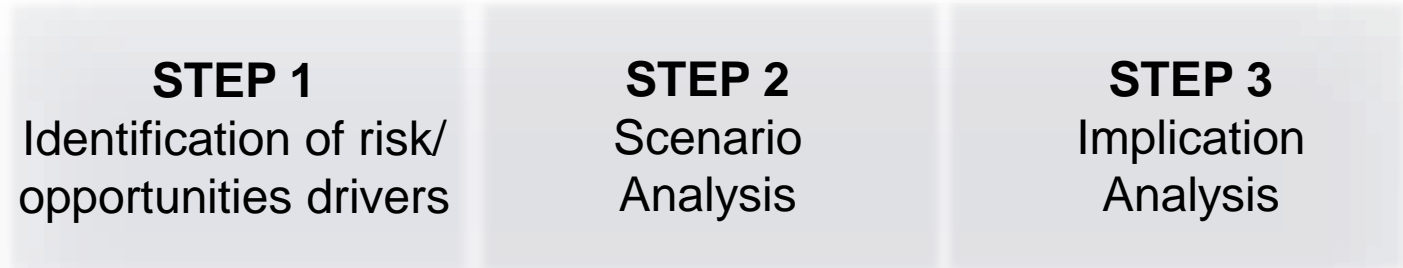 STEP 1
Identification of risk/
opportunities drivers
STEP 2
Scenario
Analysis
STEP 3
Implication
Analysis